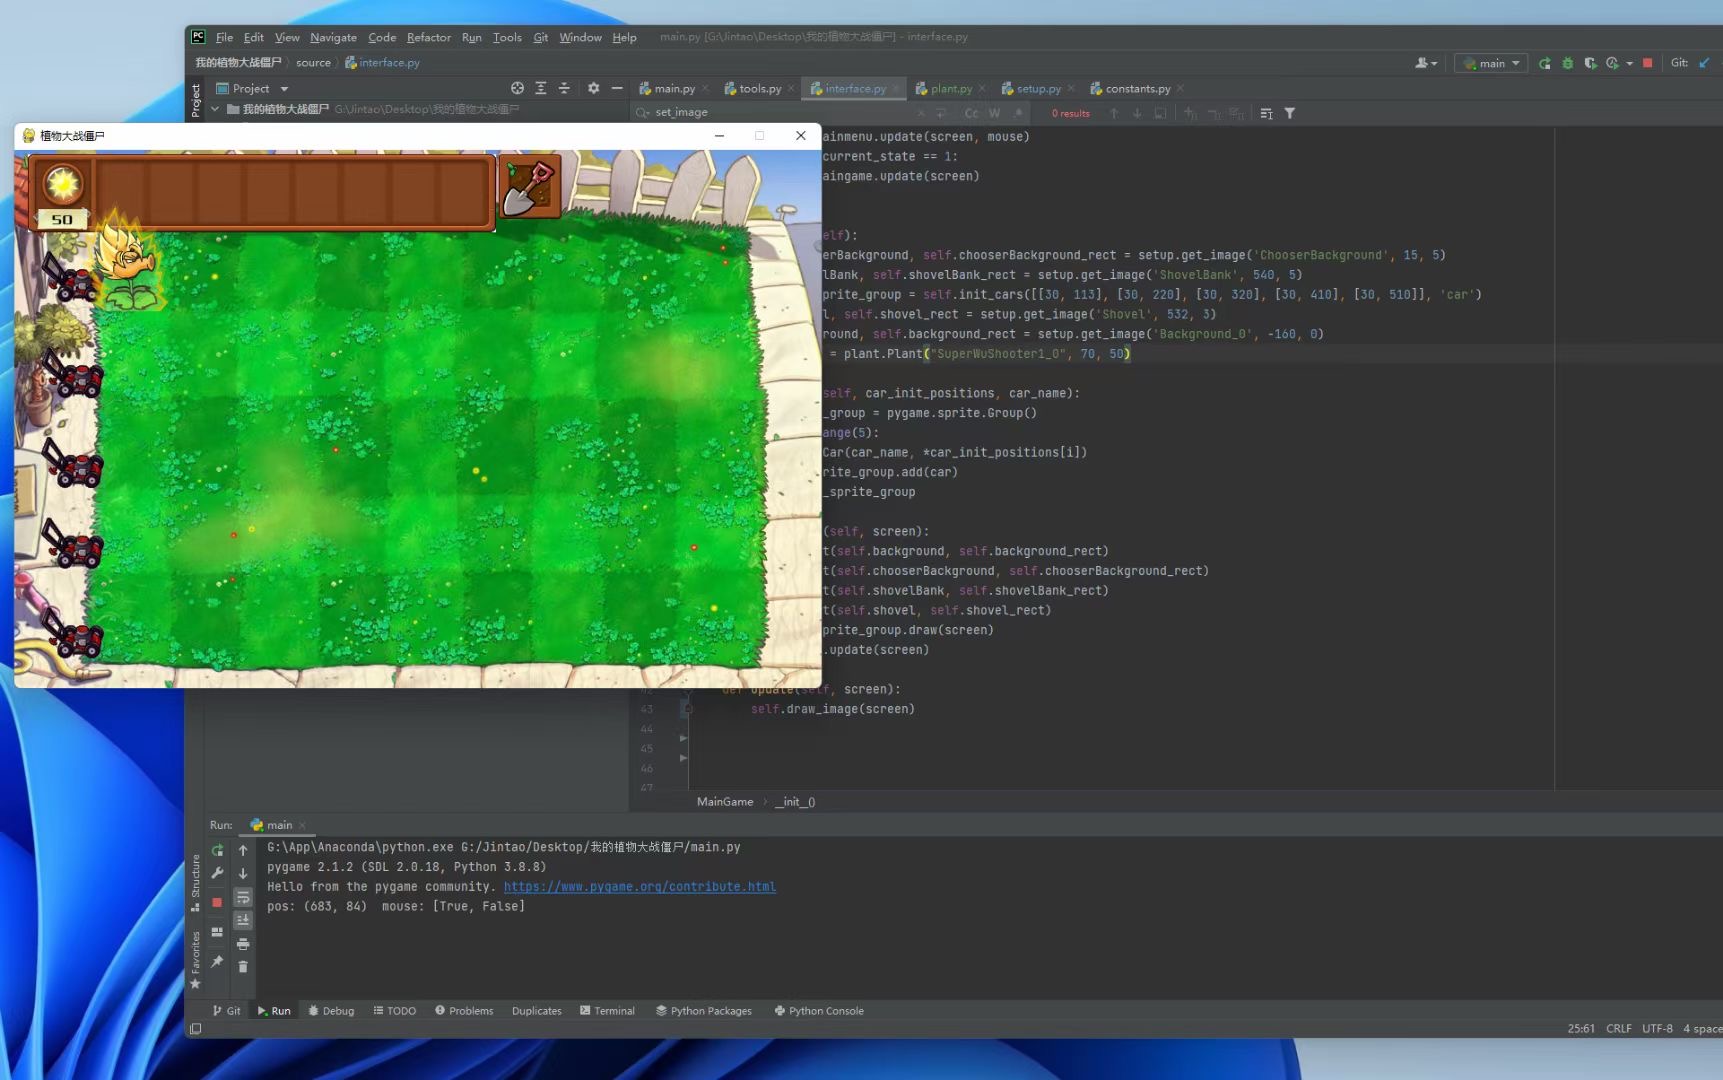 File Edit View Navigate Code Refactor Run Tools Git Window Help main.py [G:\Jintao\Desktop\我的植物大战僵尸] - interface.py
我的植物大战僵尸 source interface.py main Git:
Project main.py tools.py interface.py plant.py setup.py constants.py
Project
我的植物大战僵尸 G:\Jintao\Desktop\我的植物大战僵尸
set_image Cc W 0 results
植物大战僵尸
50
ainmenu.update(screen, mouse)
current_state == 1:
aingame.update(screen)
elf):
erBackground, self.chooserBackground_rect = setup.get_image('ChooserBackground', 15, 5)
lBank, self.shovelBank_rect = setup.get_image('ShovelBank', 540, 5)
prite_group = self.init_cars([[30, 113], [30, 220], [30, 320], [30, 410], [30, 510]], 'car')
l, self.shovel_rect = setup.get_image('Shovel', 532, 3)
round, self.background_rect = setup.get_image('Background_0', -160, 0)
= plant.Plant("SuperWuShooter1_0", 70, 50)
self, car_init_positions, car_name):
_group = pygame.sprite.Group()
ange(5):
Car(car_name, *car_init_positions[i])
rite_group.add(car)
_sprite_group
(self, screen):
t(self.background, self.background_rect)
t(self.chooserBackground, self.chooserBackground_rect)
t(self.shovelBank, self.shovelBank_rect)
t(self.shovel, self.shovel_rect)
prite_group.draw(screen)
.update(screen)
42 def update(self, screen):
43 self.draw_image(screen)
44
45
46
47
MainGame __init__()
Run: main
G:\App\Anaconda\python.exe G:/Jintao/Desktop/我的植物大战僵尸/main.py
pygame 2.1.2 (SDL 2.0.18, Python 3.8.8)
Hello from the pygame community. https://www.pygame.org/contribute.html
pos: (683, 84) mouse: [True, False]
Structure
Favorites
Git Run Debug TODO Problems Duplicates Terminal Python Packages Python Console
25:61 CRLF UTF-8 4 space